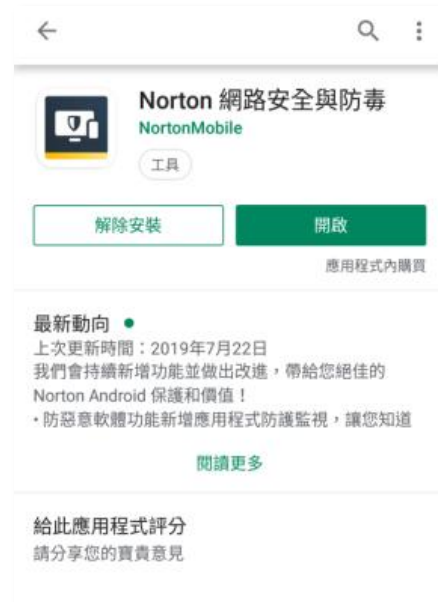 Norton 網路安全與防毒
NortonMobile
工具
解除安裝
開啟
應用程式內購買
最新動向
上次更新時間：2019年7月22日
我們會持續新增功能並做出改進，帶給您絕佳的
Norton Android 保護和價值！
• 防惡意軟體功能新增應用程式防護監視，讓您知道
閱讀更多
給此應用程式評分
請分享您的寶貴意見